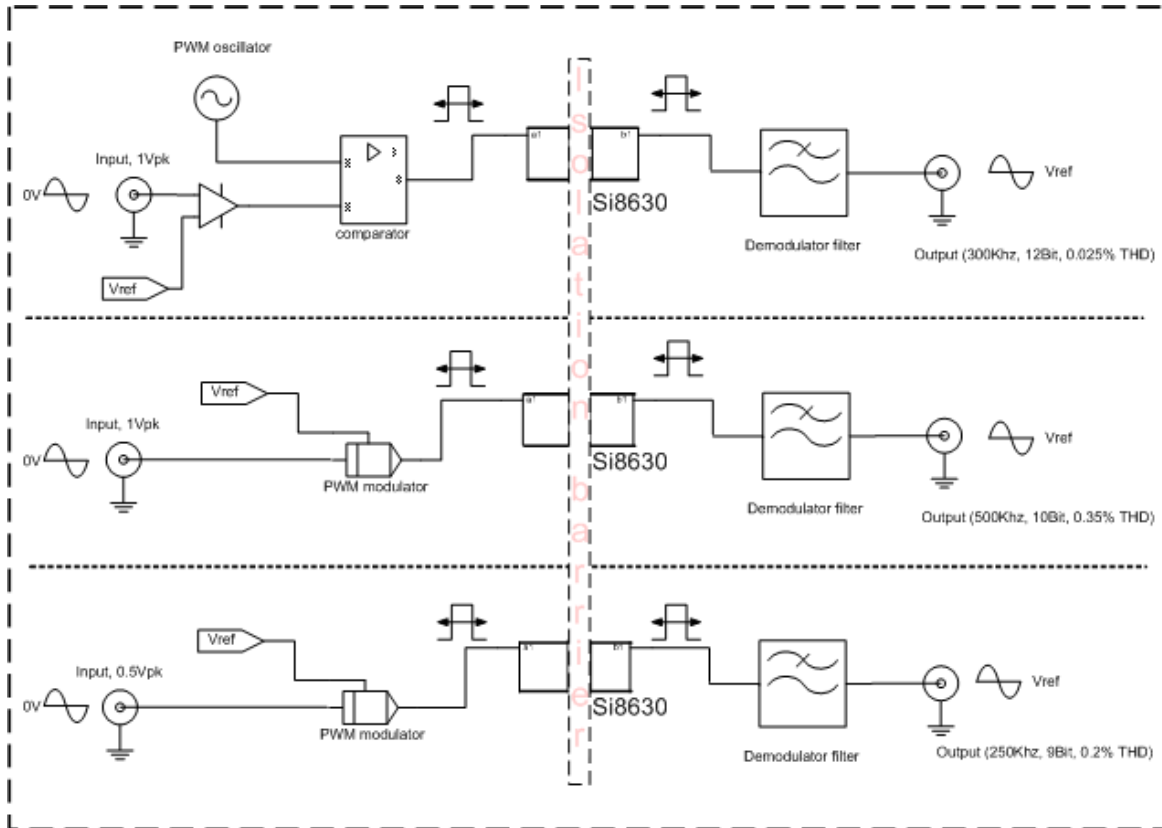 PWM oscillator
Input, 1Vpk
0V
Vref
comparator
a1
b1
Si8630
Demodulator filter
Vref
Output (300Khz, 12Bit, 0.025% THD)
Isolation barrier
Vref
Input, 1Vpk
0V
PWM modulator
a1
b1
Si8630
Demodulator filter
Vref
Output (500Khz, 10Bit, 0.35% THD)
Vref
Input, 0.5Vpk
0V
PWM modulator
a1
b1
Si8630
Demodulator filter
Vref
Output (250Khz, 9Bit, 0.2% THD)